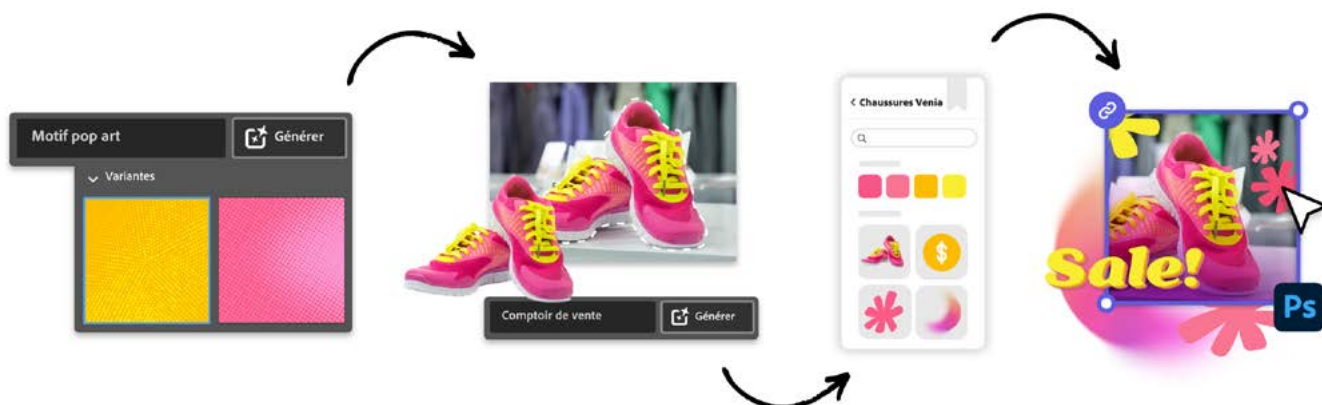 Motif pop art
Générer
Variantes
Comptoir de vente
Générer
< Chaussures Venia
$
Sale!
Ps